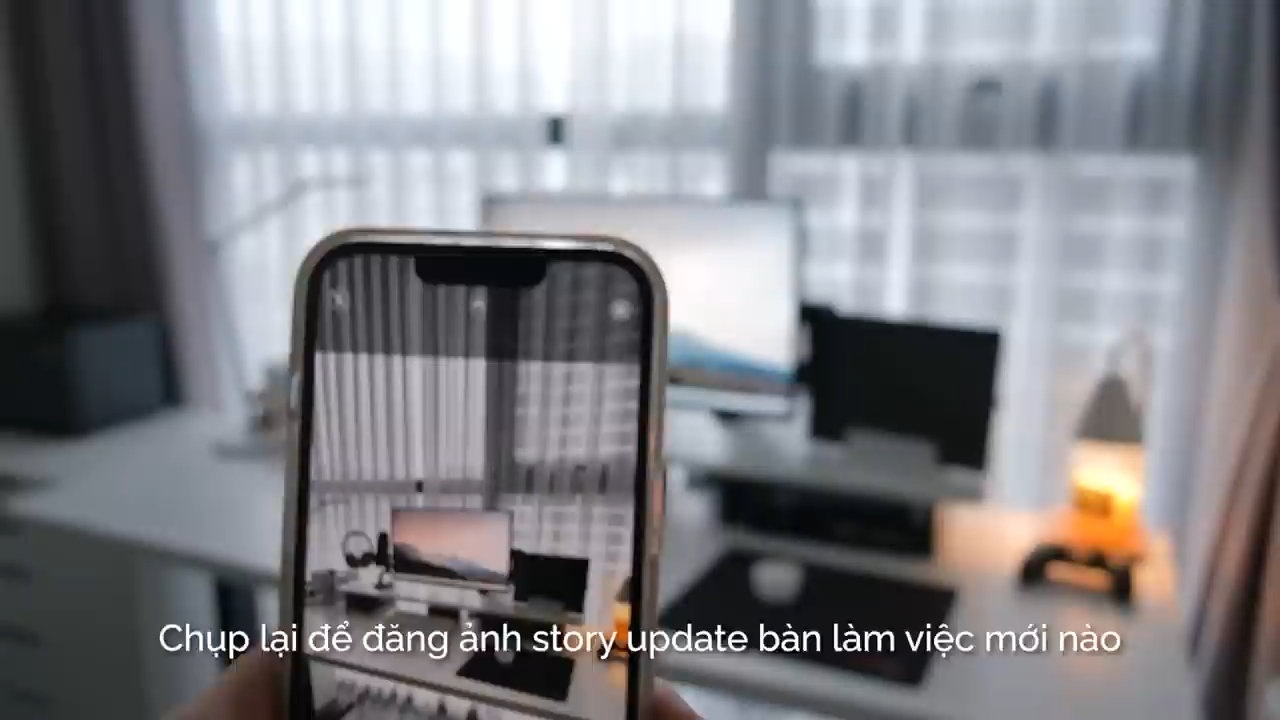 Chụp lại để đăng ảnh story update bàn làm việc mới nào